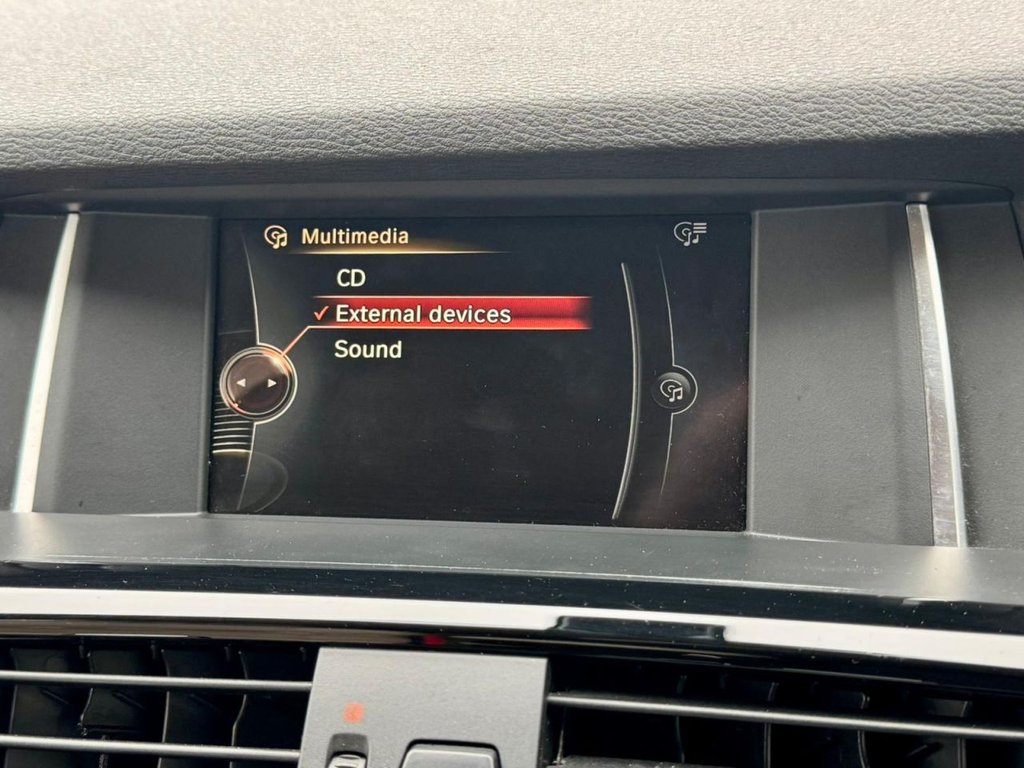 Multimedia
CD
External devices
Sound